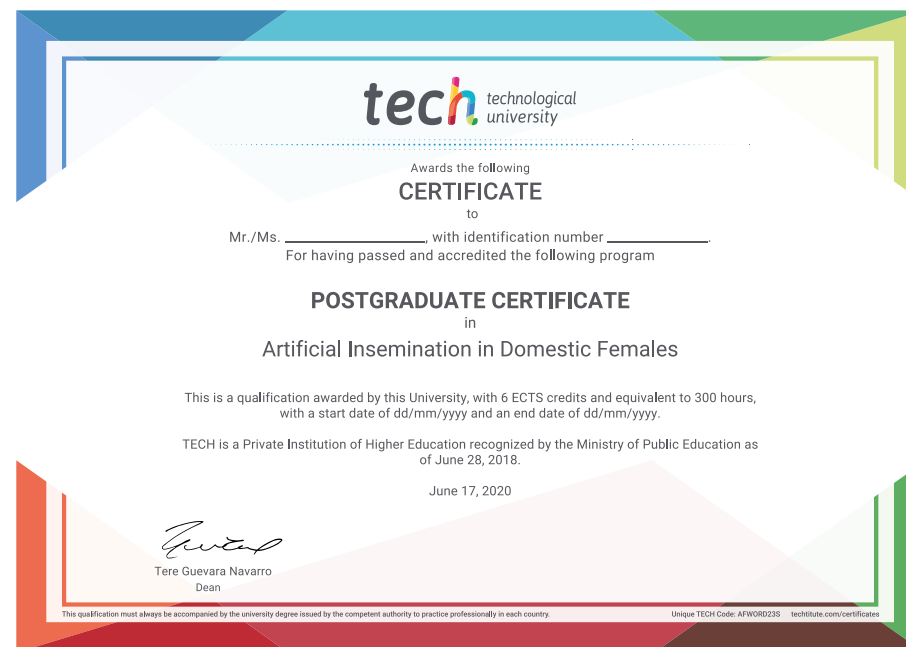 tech technological
university
Awards the following
CERTIFICATE
to
Mr./Ms. ____________________, with identification number ______________.
For having passed and accredited the following program
POSTGRADUATE CERTIFICATE
in
Artificial Insemination in Domestic Females
This is a qualification awarded by this University, with 6 ECTS credits and equivalent to 300 hours,
with a start date of dd/mm/yyyy and an end date of dd/mm/yyyy.
TECH is a Private Institution of Higher Education recognized by the Ministry of Public Education as
of June 28, 2018.
June 17, 2020
Tere Guevara Navarro
Dean
This qualification must always be accompanied by the university degree issued by the competent authority to practice professionally in each country. Unique TECH Code: AFWORD23S techtitute.com/certificates